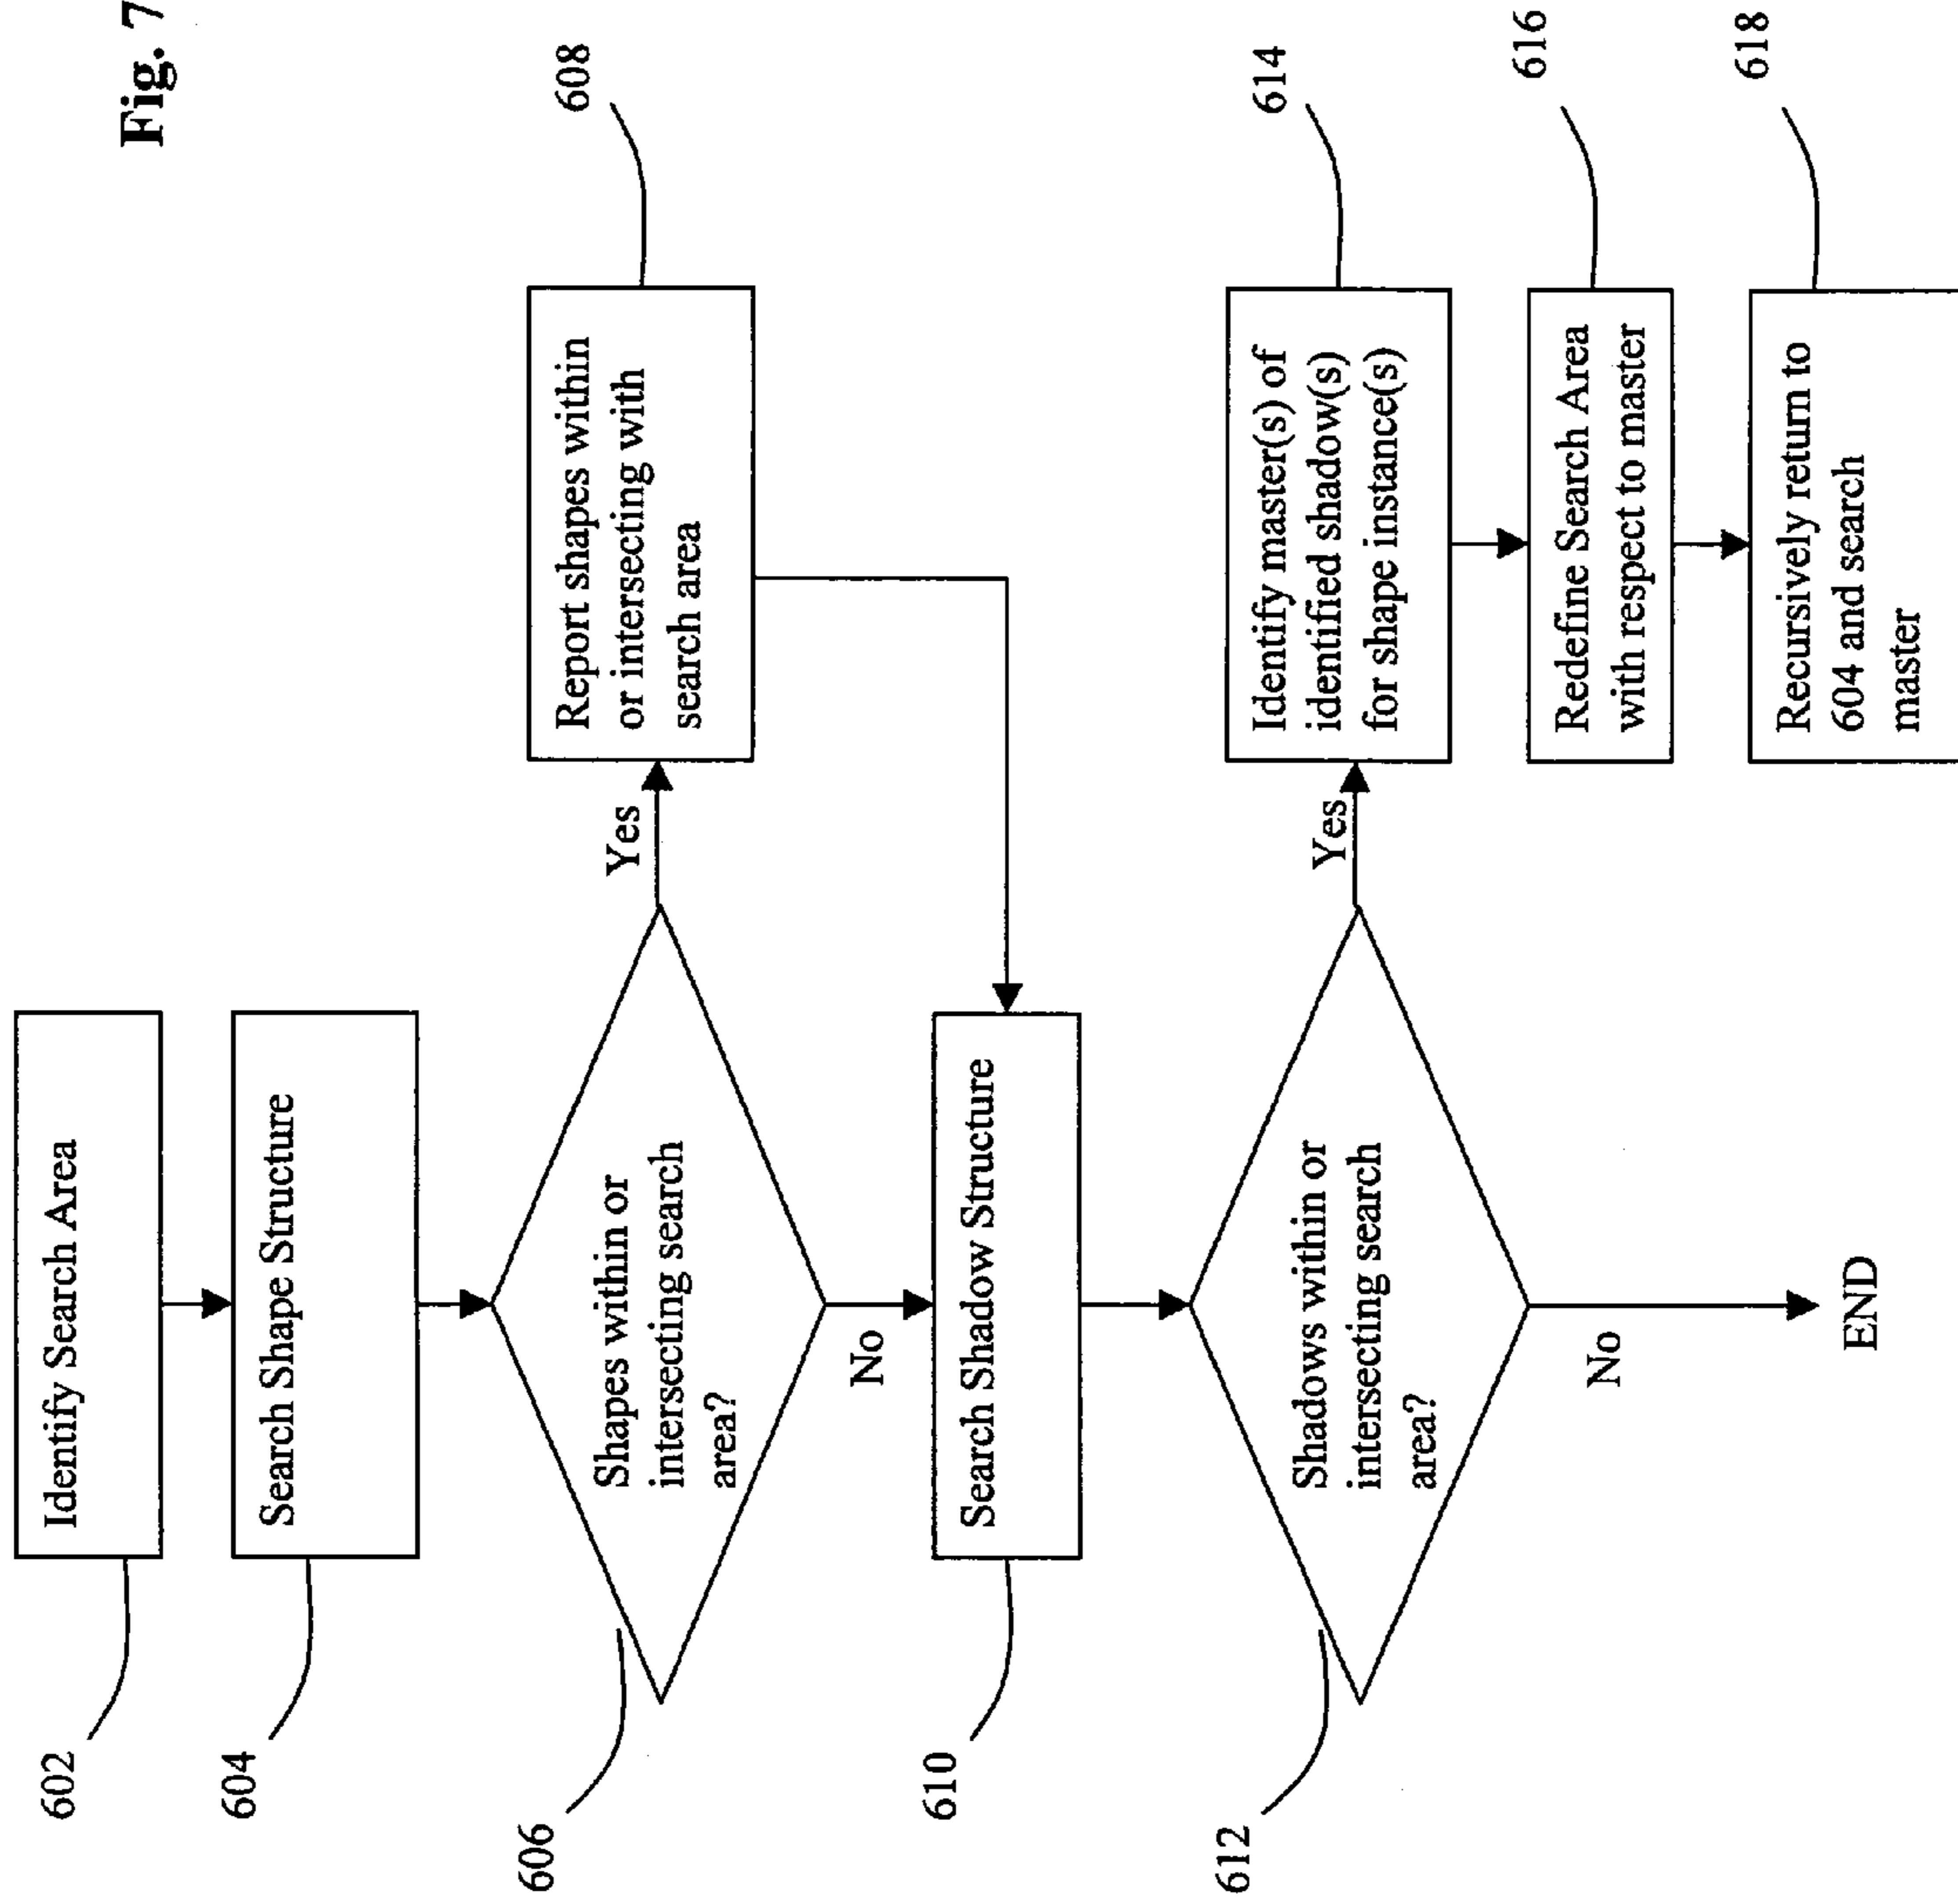 Fig. 7
602
Identify Search Area
604
Search Shape Structure
606
Shapes within or
intersecting search
area?
Yes
No
608
Report shapes within
or intersecting with
search area
610
Search Shadow Structure
612
Shadows within or
intersecting search
area?
Yes
No
END
614
Identify master(s) of
identified shadow(s)
for shape instance(s)
616
Redefine Search Area
with respect to master
618
Recursively return to
604 and search
master